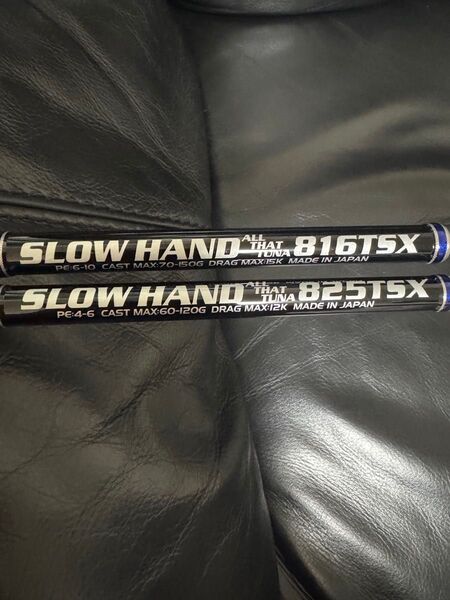 SLOW HAND ALL THAT TUNA 816TSX
PE:6-10 CAST MAX:70-150G DRAG MAX:15K MADE IN JAPAN
SLOW HAND ALL THAT TUNA 825TSX
PE:4-6 CAST MAX:60-120G DRAG MAX:12K MADE IN JAPAN